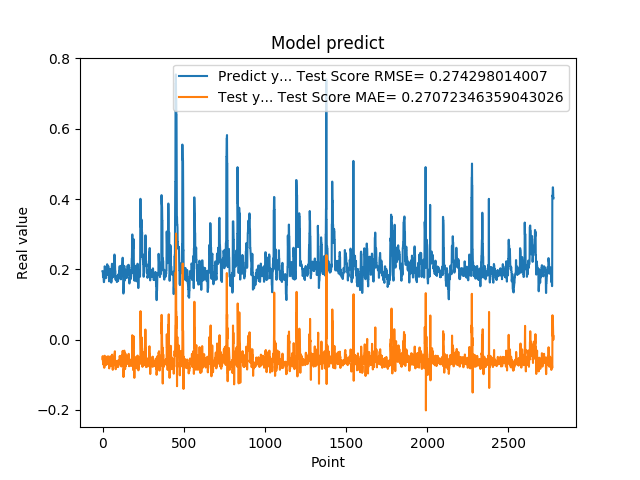 Model predict
Predict y... Test Score RMSE= 0.274298014007
Test y... Test Score MAE= 0.27072346359043026
0.8
0.6
0.4
0.2
0.0
−0.2
Real value
0 500 1000 1500 2000 2500
Point